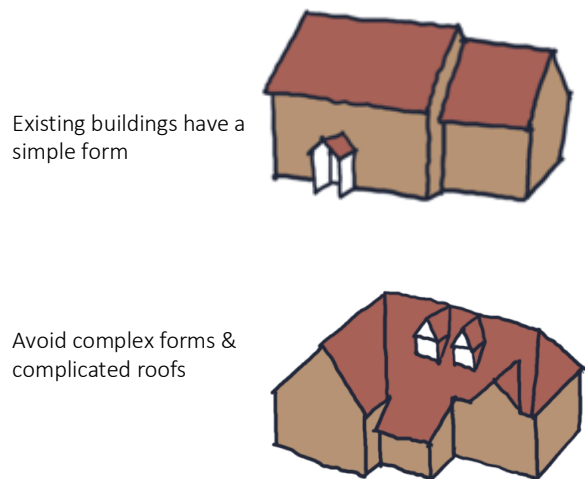 Existing buildings have a
simple form
Avoid complex forms &
complicated roofs